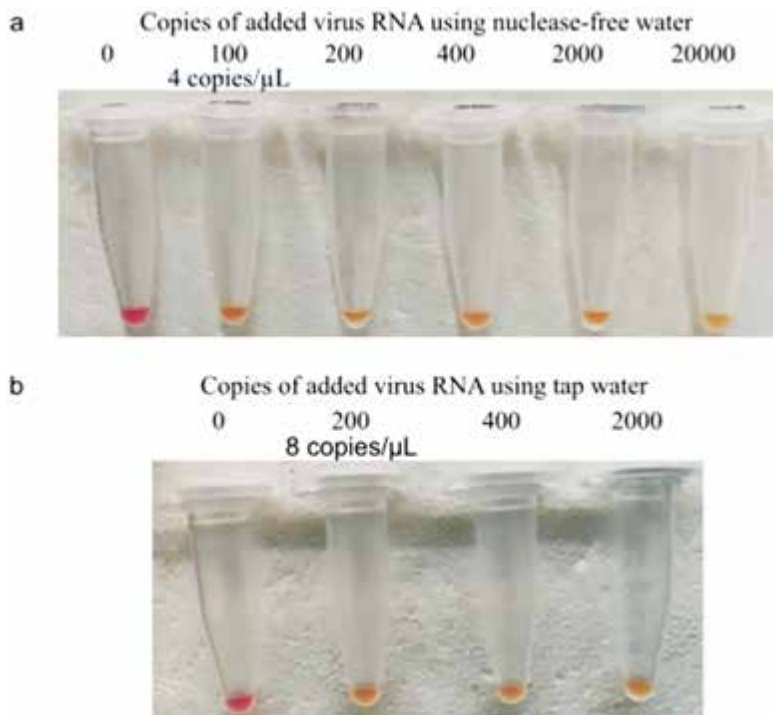 a
Copies of added virus RNA using nuclease-free water
0 100 200 400 2000 20000
4 copies/µL
b
Copies of added virus RNA using tap water
0 200 400 2000
8 copies/µL